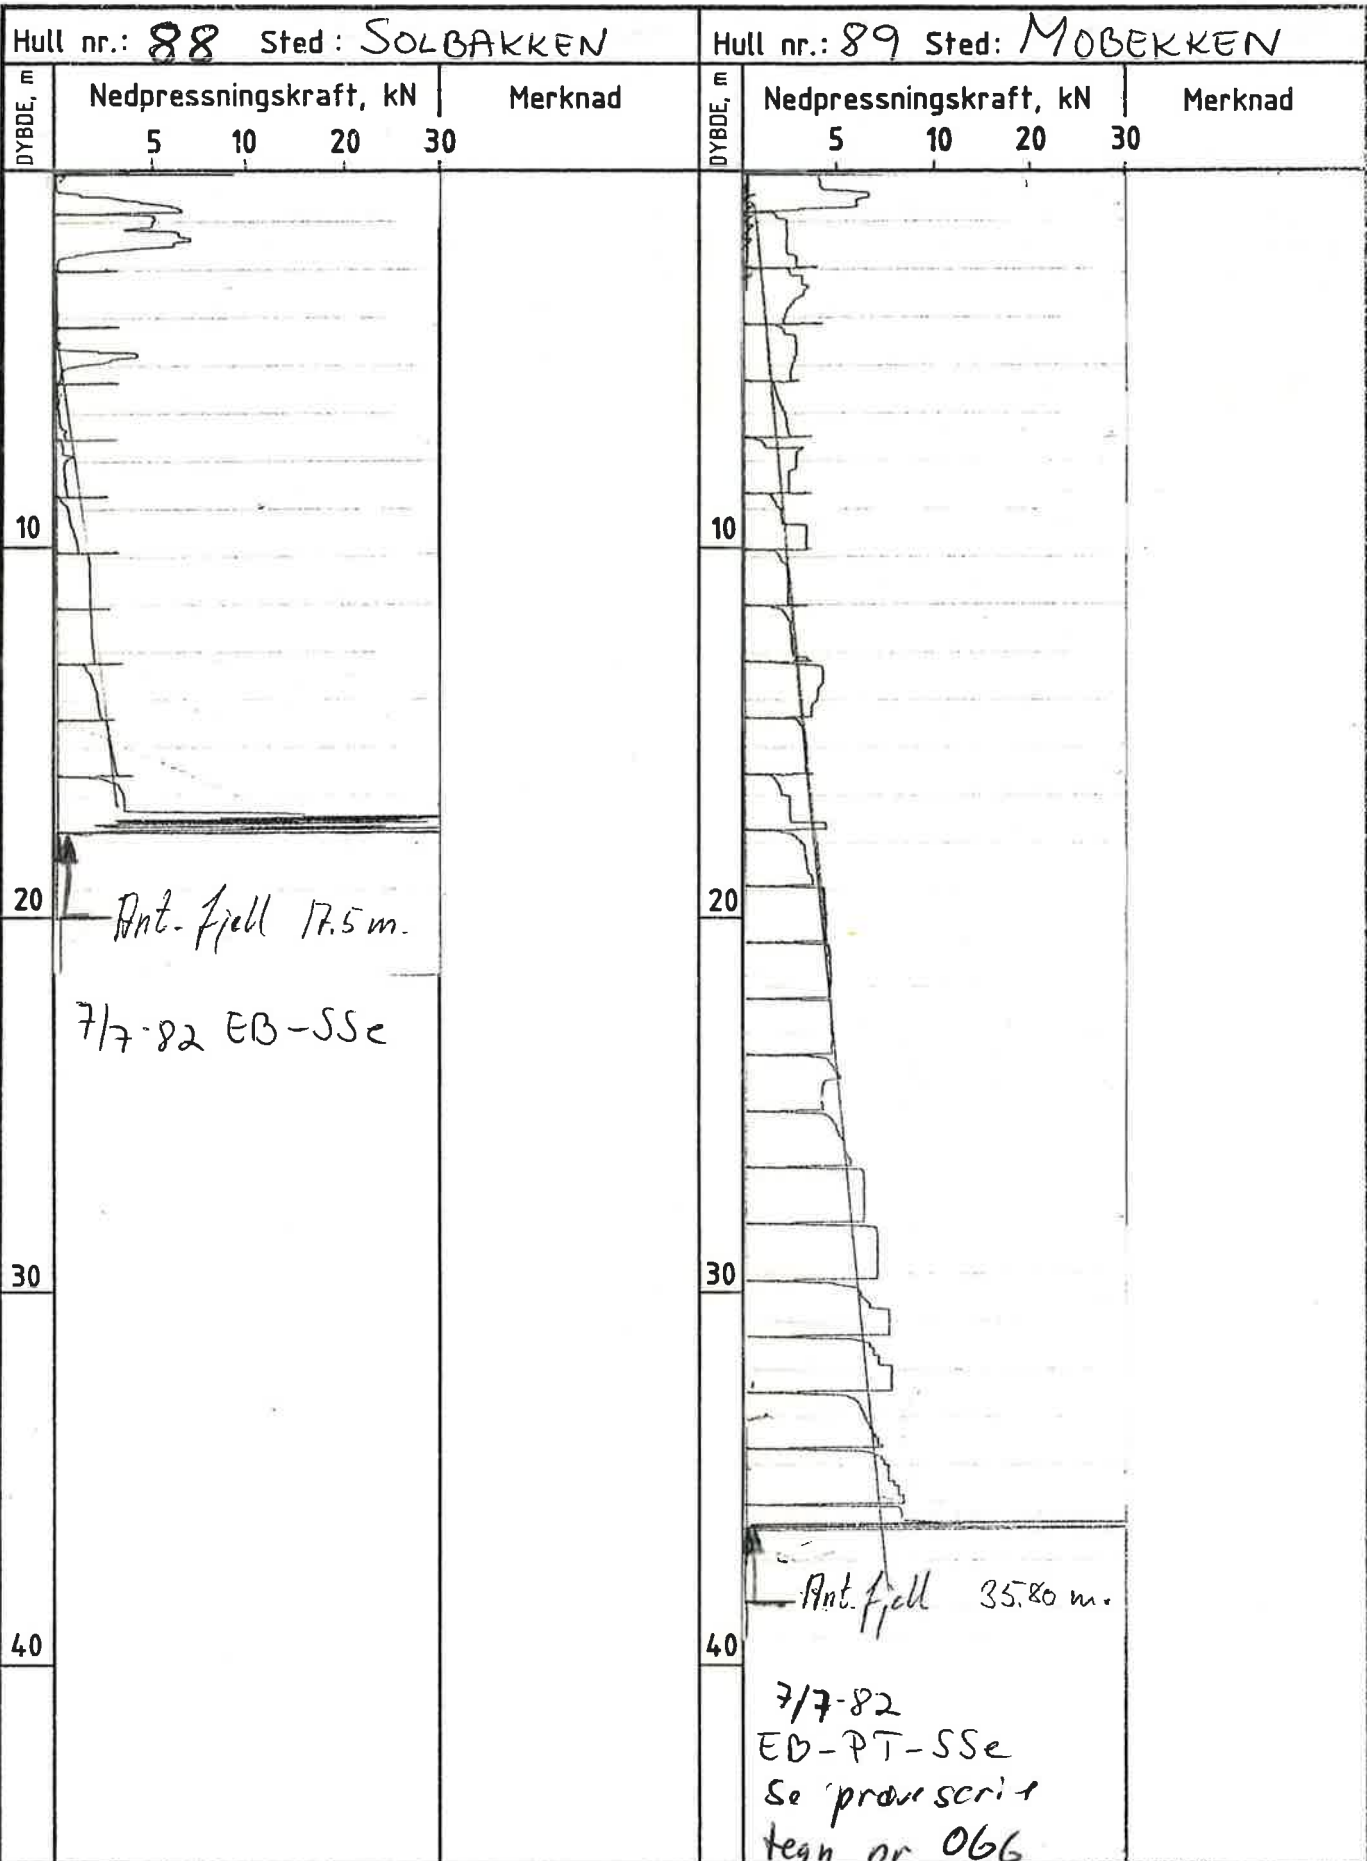 Hull nr.: 88 Sted: SOLBAKKEN
DYBDE, m
Nedpressningskraft, kN
Merknad
5 10 20 30
10
20
Ant. fjell 17.5 m.
7/7-82 EB-SSe
30
40
Hull nr.: 89 Sted: MOBEKKEN
DYBDE, m
Nedpressningskraft, kN
Merknad
5 10 20 30
10
20
30
Ant. fjell 35.80 m.
40
7/7-82
EB-PT-SSe
Se prøveserie
tegn nr 066